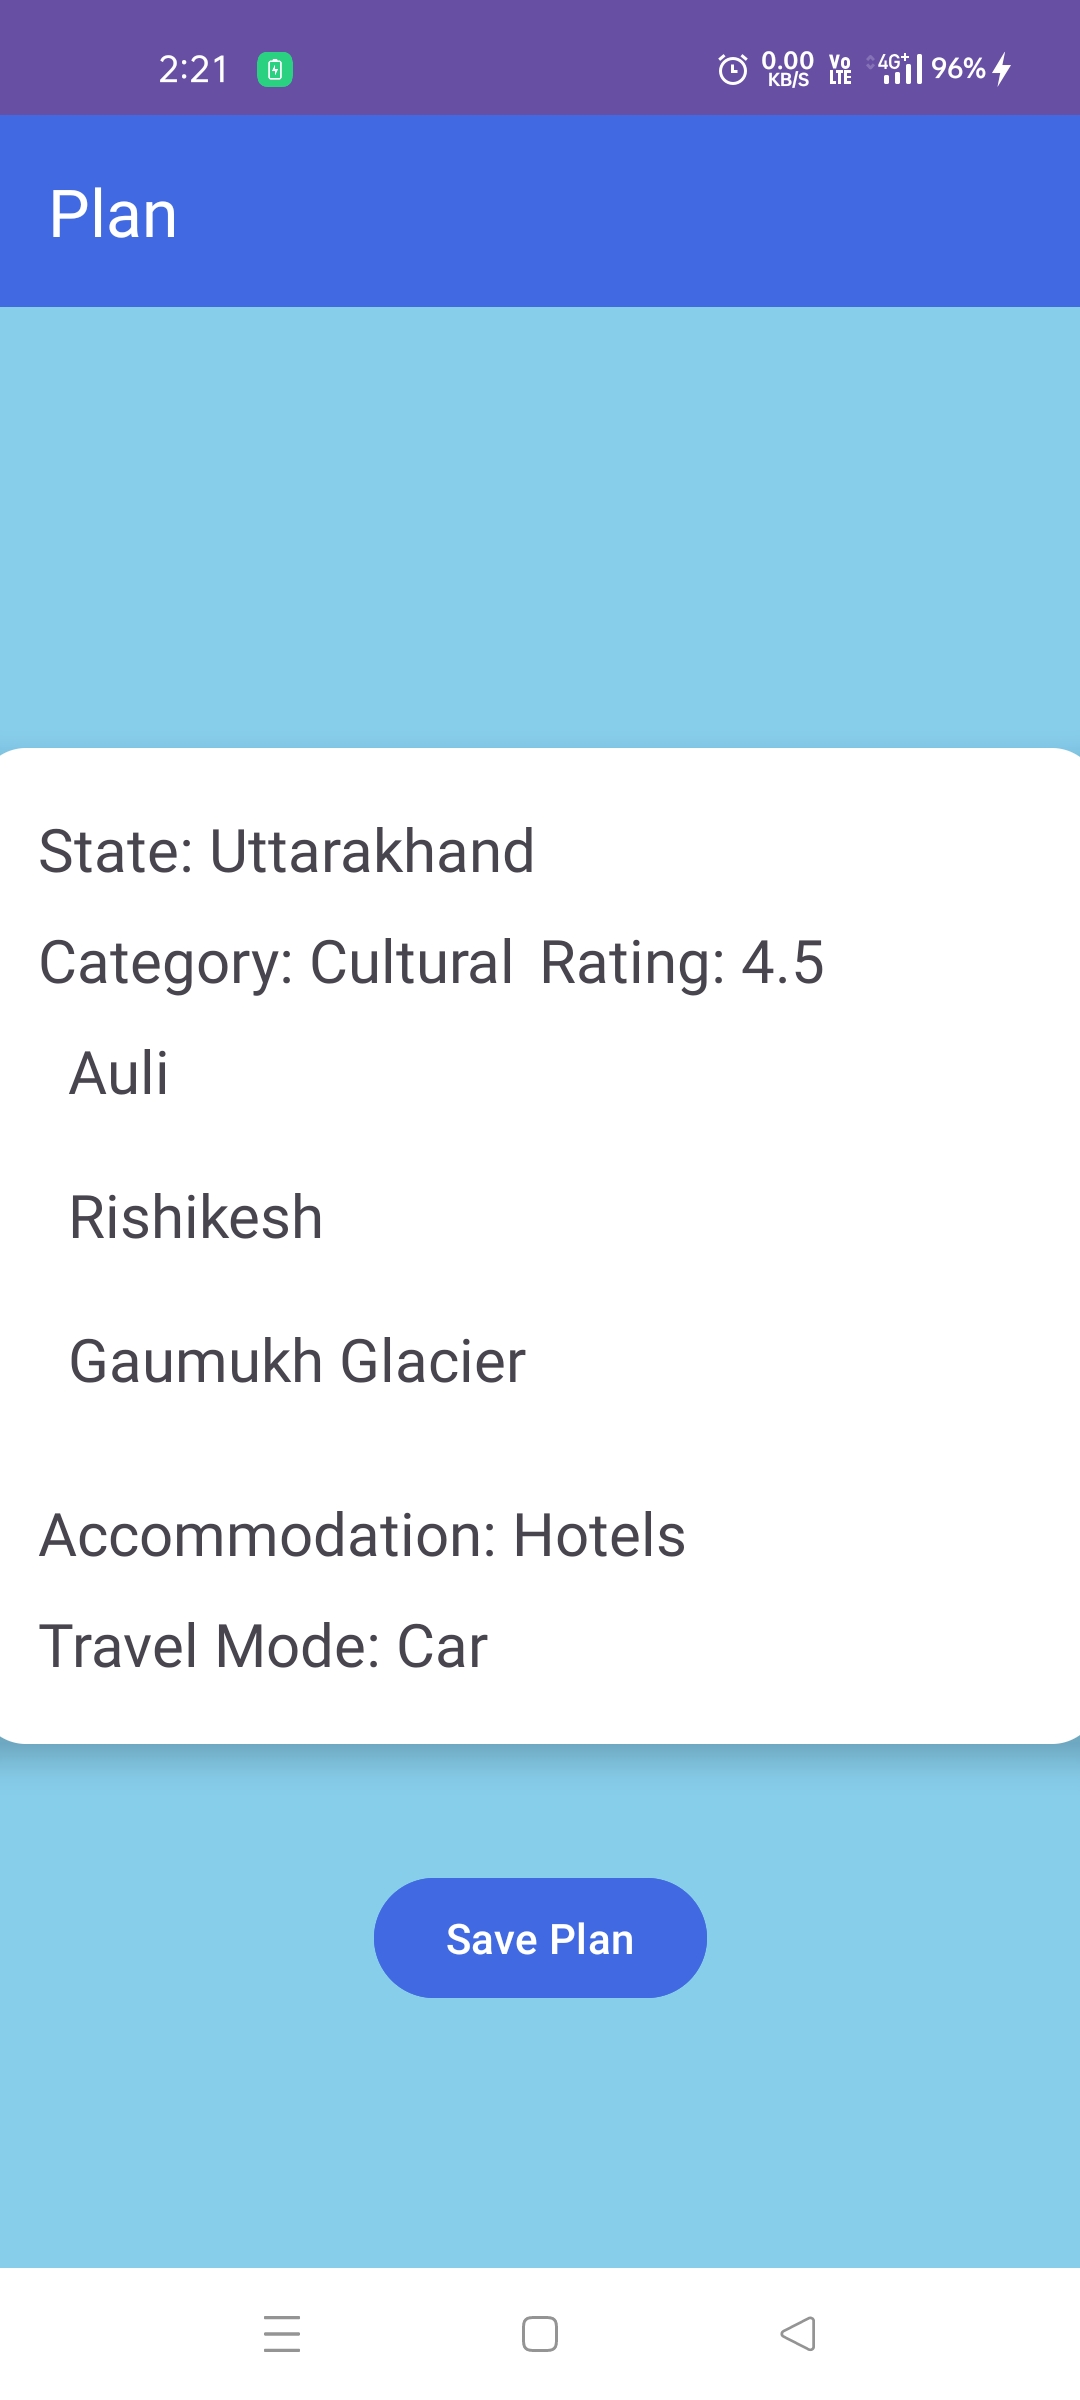 2:21 0.00 KB/S Vo LTE 4G+ 96%
Plan
State: Uttarakhand
Category: Cultural Rating: 4.5
Auli
Rishikesh
Gaumukh Glacier
Accommodation: Hotels
Travel Mode: Car
Save Plan